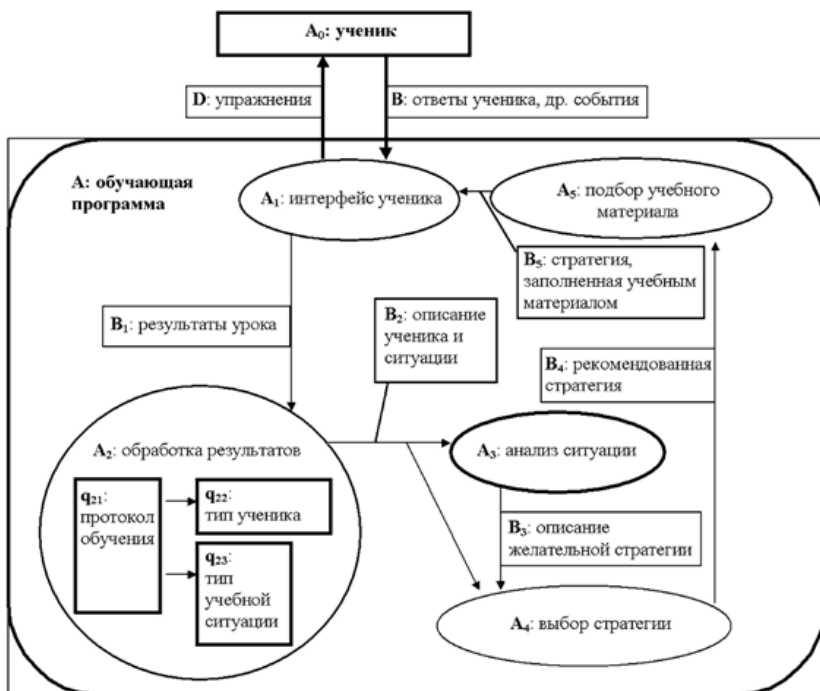 A₀: ученик
D: упражнения
B: ответы ученика, др. события
A: обучающая
программа
A₁: интерфейс ученика
A₅: подбор учебного
материала
B₅: стратегия,
заполненная учебным
материалом
B₁: результаты урока
B₂: описание
ученика и
ситуации
B₄: рекомендованная
стратегия
A₂: обработка результатов
A₃: анализ ситуации
q₂₁:
протокол
обучения
q₂₂:
тип ученика
q₂₃:
тип
учебной
ситуации
B₃: описание
желательной стратегии
A₄: выбор стратегии